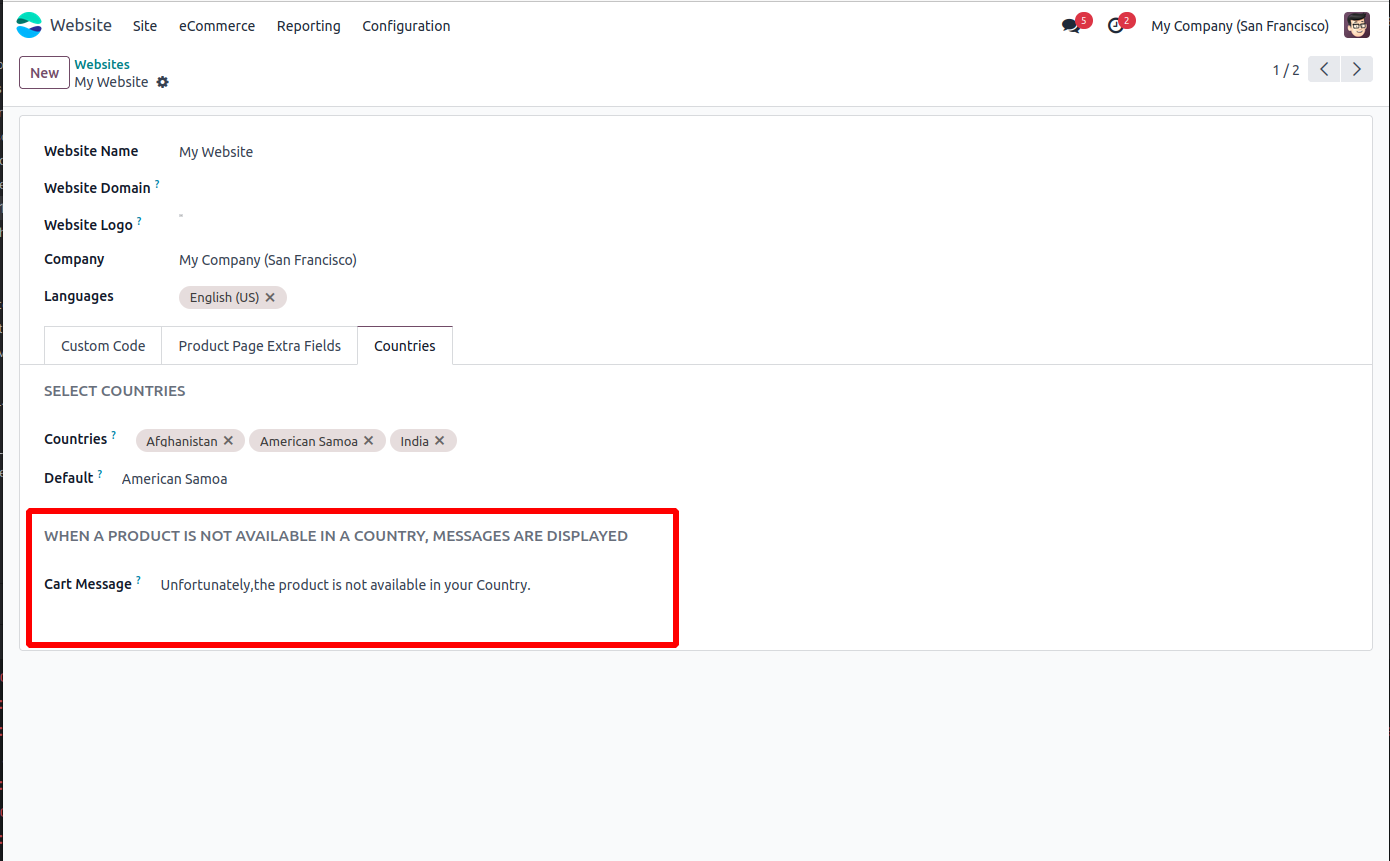 Website Site eCommerce Reporting Configuration 5 2 My Company (San Francisco)
New Websites 1 / 2
My Website
Website Name My Website
Website Domain ?
Website Logo ?
Company My Company (San Francisco)
Languages English (US) ✕
Custom Code Product Page Extra Fields Countries
SELECT COUNTRIES
Countries ? Afghanistan ✕ American Samoa ✕ India ✕
Default ? American Samoa
WHEN A PRODUCT IS NOT AVAILABLE IN A COUNTRY, MESSAGES ARE DISPLAYED
Cart Message ? Unfortunately,the product is not available in your Country.